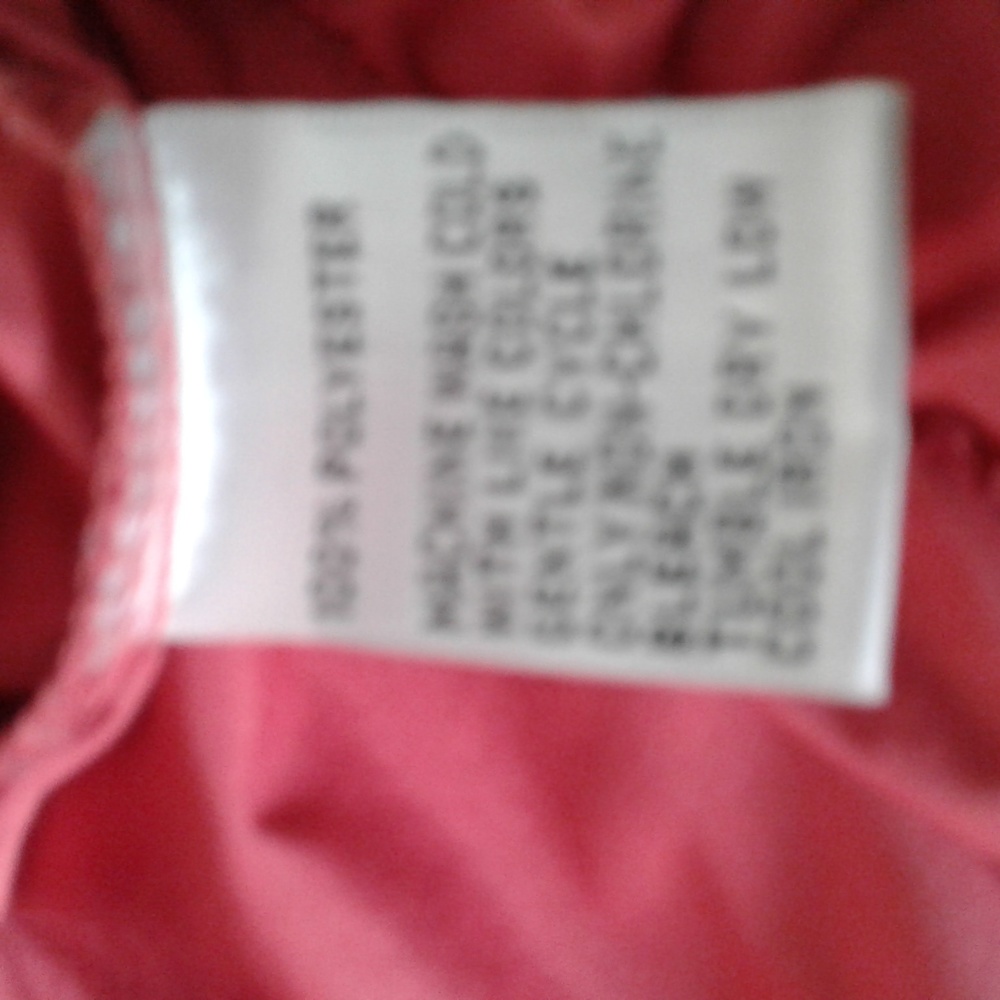 100% POLYESTER
MACHINE WASH COLD
WITH LIKE COLORS
GENTLE CYCLE
ONLY NON-CHLORINE
BLEACH
TUMBLE DRY LOW
COOL IRON